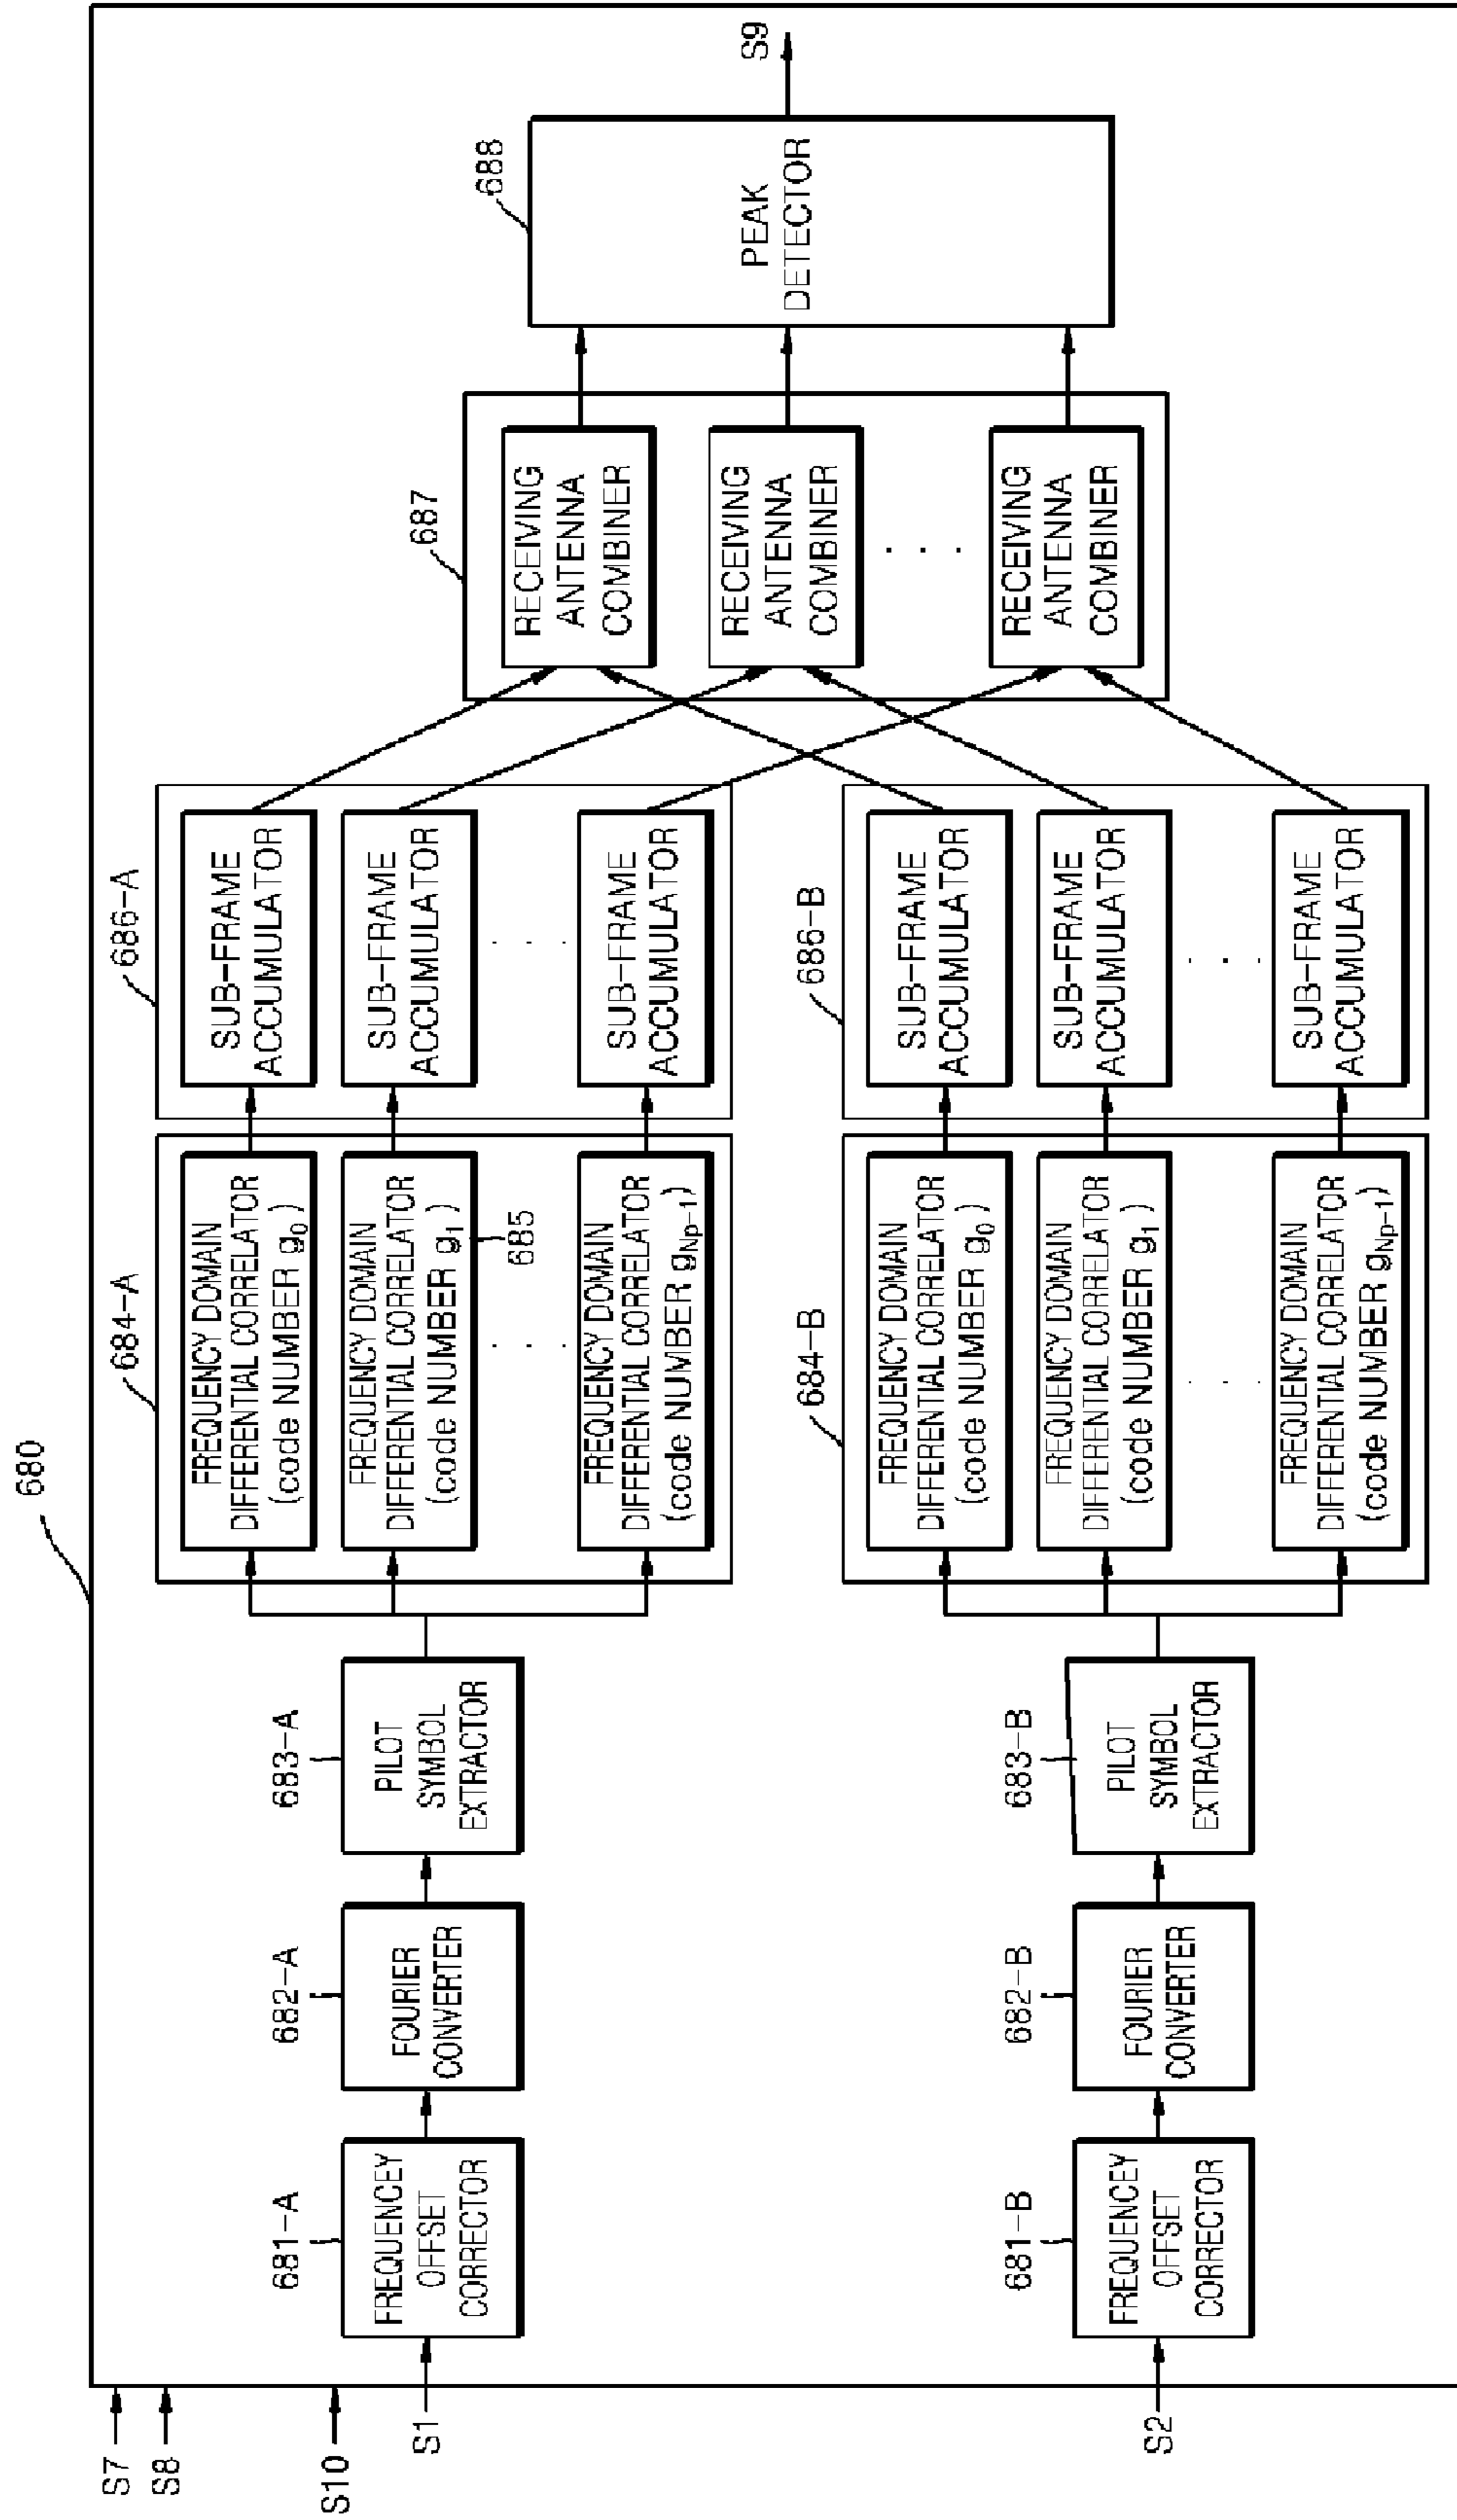 680
S7
S8
S10
S1
681-A
FREQUENCEY
OFFSET
CORRECTOR
682-A
FOURIER
CONVERTER
683-A
PILOT
SYMBOL
EXTRACTOR
684-A
FREQUENCY DOMAIN
DIFFERENTIAL CORRELATOR
(code NUMBER g0 )
FREQUENCY DOMAIN
DIFFERENTIAL CORRELATOR
(code NUMBER g1 )
685
. . .
FREQUENCY DOMAIN
DIFFERENTIAL CORRELATOR
(code NUMBER gNp-1)
686-A
SUB-FRAME
ACCUMULATOR
SUB-FRAME
ACCUMULATOR
. . .
SUB-FRAME
ACCUMULATOR
S2
681-B
FREQUENCEY
OFFSET
CORRECTOR
682-B
FOURIER
CONVERTER
683-B
PILOT
SYMBOL
EXTRACTOR
684-B
FREQUENCY DOMAIN
DIFFERENTIAL CORRELATOR
(code NUMBER g0 )
FREQUENCY DOMAIN
DIFFERENTIAL CORRELATOR
(code NUMBER g1 )
. . .
FREQUENCY DOMAIN
DIFFERENTIAL CORRELATOR
(code NUMBER gNp-1)
686-B
SUB-FRAME
ACCUMULATOR
SUB-FRAME
ACCUMULATOR
. . .
SUB-FRAME
ACCUMULATOR
687
RECEIVING
ANTENNA
COMBINER
RECEIVING
ANTENNA
COMBINER
. . .
RECEIVING
ANTENNA
COMBINER
688
PEAK
DETECTOR
S9